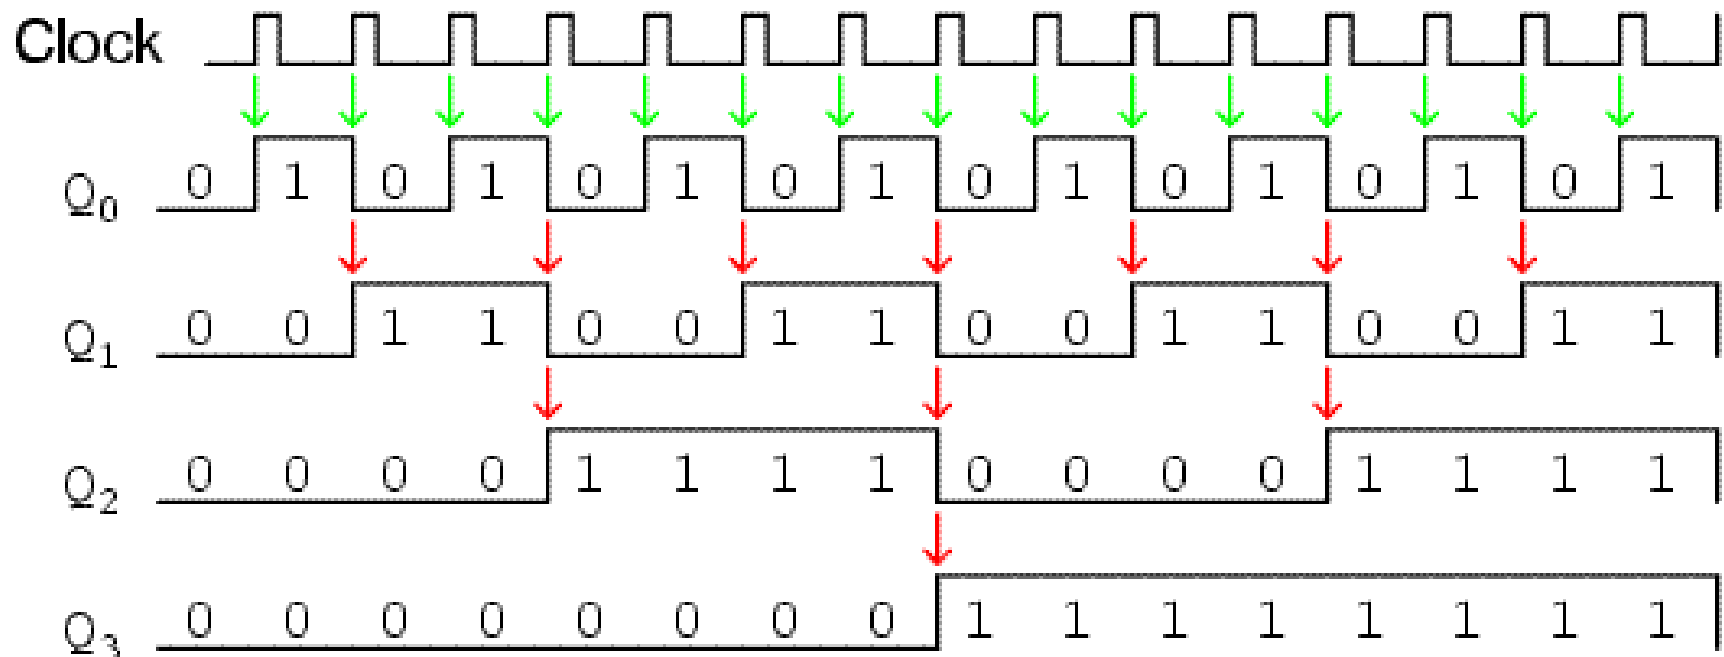 Clock
Q0 0 1 0 1 0 1 0 1 0 1 0 1 0 1 0 1
Q1 0 0 1 1 0 0 1 1 0 0 1 1 0 0 1 1
Q2 0 0 0 0 1 1 1 1 0 0 0 0 1 1 1 1
Q3 0 0 0 0 0 0 0 0 1 1 1 1 1 1 1 1